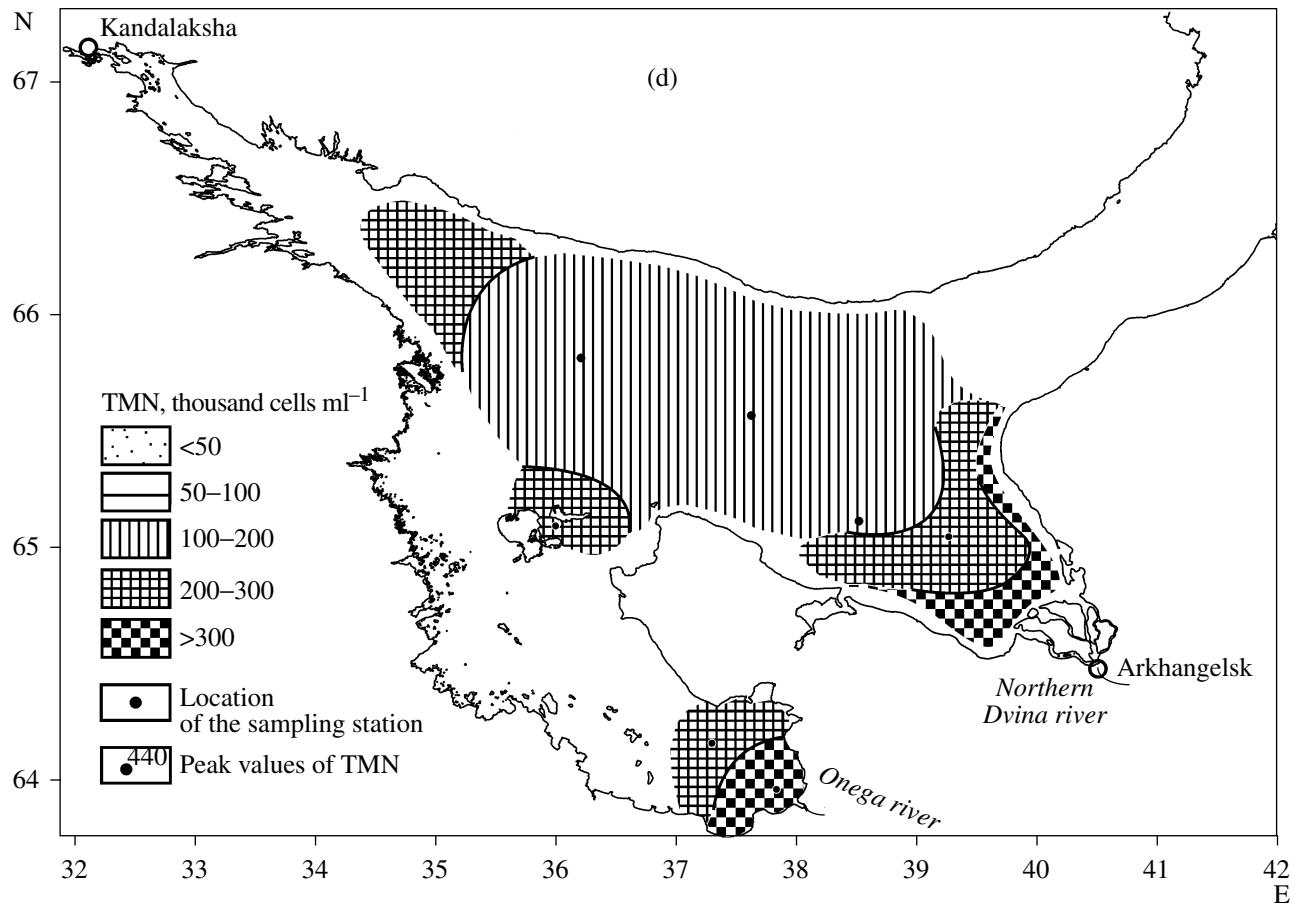 N
Kandalaksha
(d)
67
66
65
64
TMN, thousand cells ml⁻¹
<50
50–100
100–200
200–300
>300
Location
of the sampling station
440
Peak values of TMN
Arkhangelsk
Northern
Dvina river
Onega river
32 33 34 35 36 37 38 39 40 41 42
E